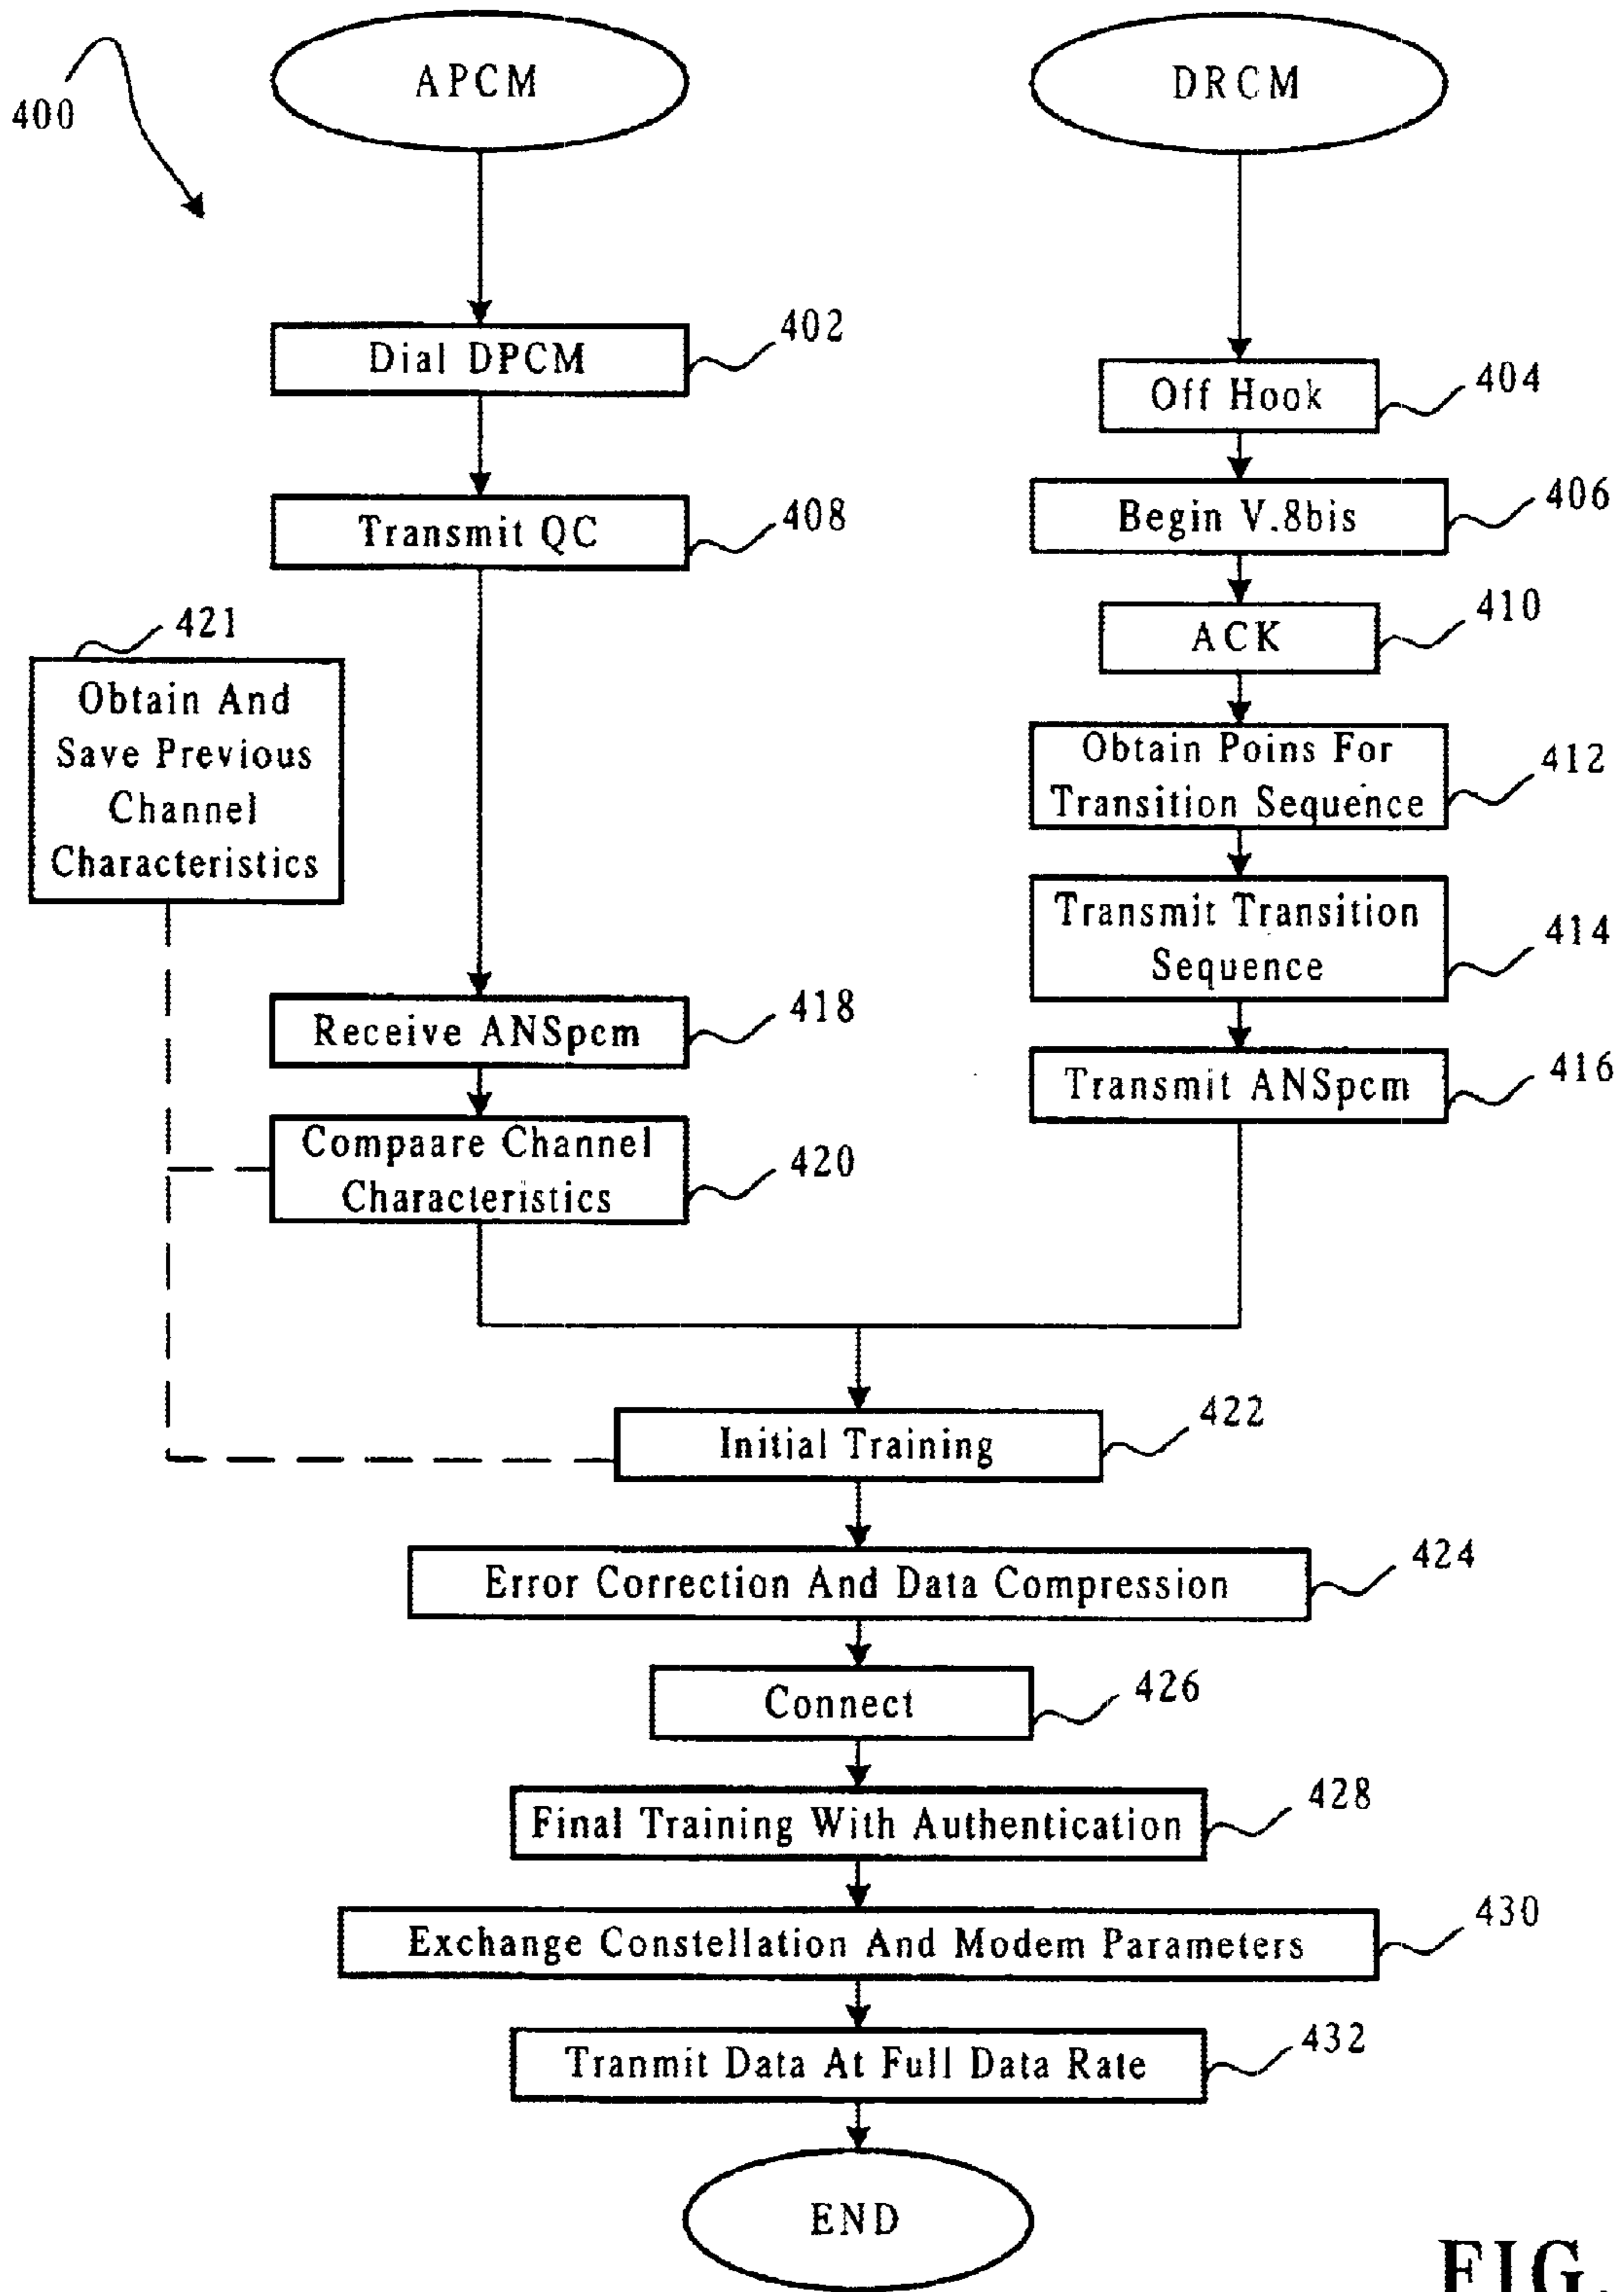 APCM
DRCM
400
Dial DPCM
402
Off Hook
404
Transmit QC
408
Begin V.8bis
406
ACK
410
421
Obtain And
Save Previous
Channel
Characteristics
Obtain Poins For
Transition Sequence
412
Transmit Transition
Sequence
414
Receive ANSpcm
418
Transmit ANSpcm
416
Compaare Channel
Characteristics
420
Initial Training
422
Error Correction And Data Compression
424
Connect
426
Final Training With Authentication
428
Exchange Constellation And Modem Parameters
430
Tranmit Data At Full Data Rate
432
END
FIG.